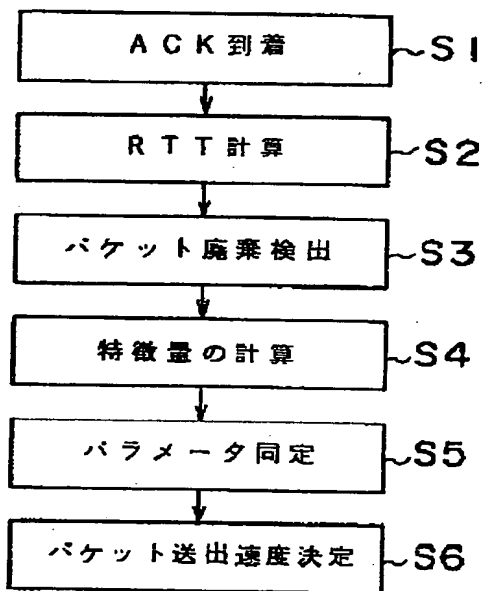 ACK到着 S1
RTT計算 S2
パケット廃棄検出 S3
特徴量の計算 S4
パラメータ同定 S5
パケット送出速度決定 S6